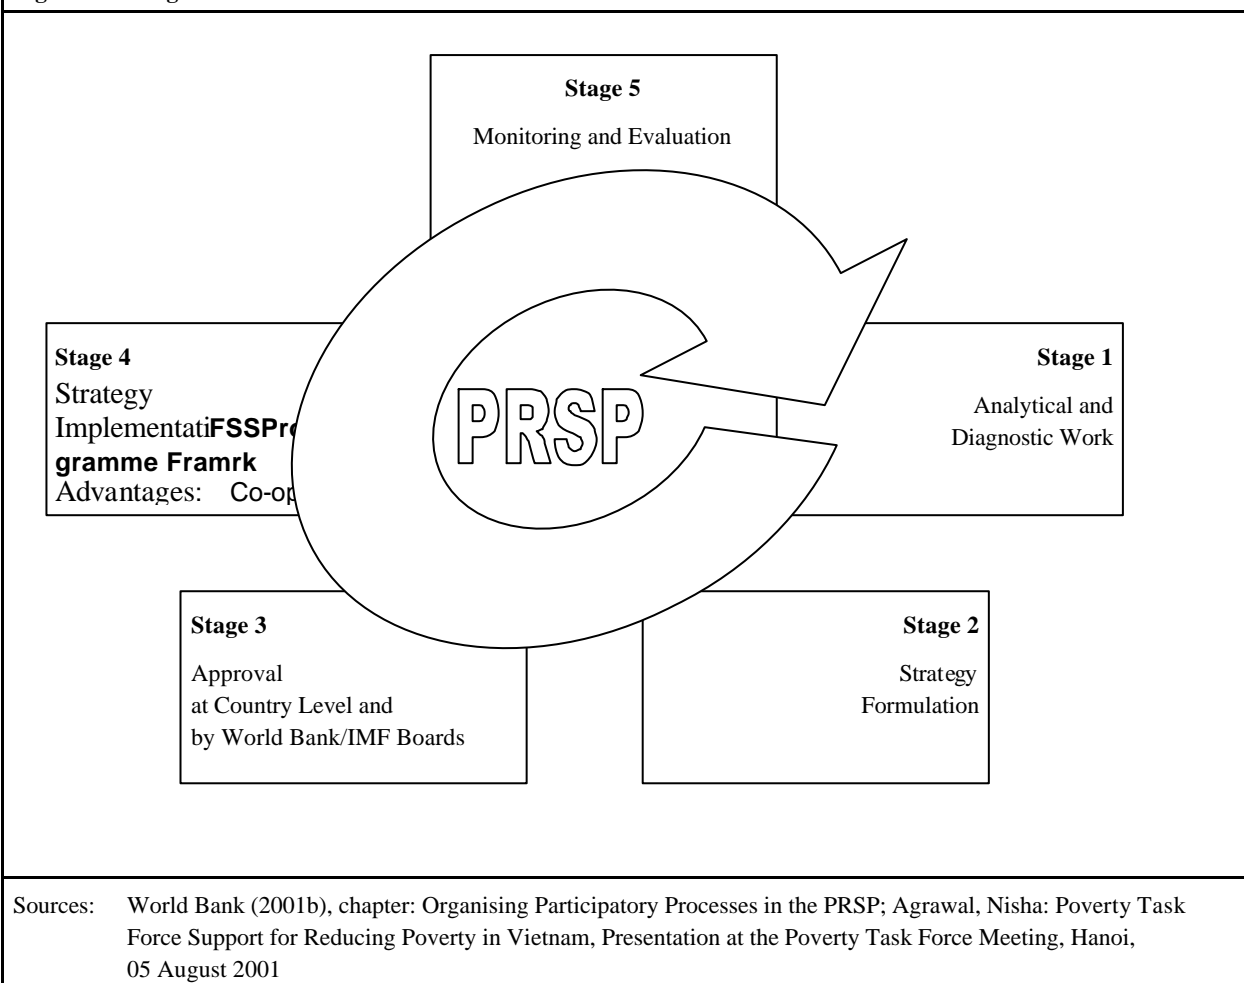 Stage 5
Monitoring and Evaluation
Stage 4
Strategy
ImplementatiFSSPro
gramme Framrk
Advantages: Co-op
PRSP
Stage 1
Analytical and
Diagnostic Work
Stage 3
Approval
at Country Level and
by World Bank/IMF Boards
Stage 2
Strategy
Formulation
Sources: World Bank (2001b), chapter: Organising Participatory Processes in the PRSP; Agrawal, Nisha: Poverty Task
Force Support for Reducing Poverty in Vietnam, Presentation at the Poverty Task Force Meeting, Hanoi,
05 August 2001